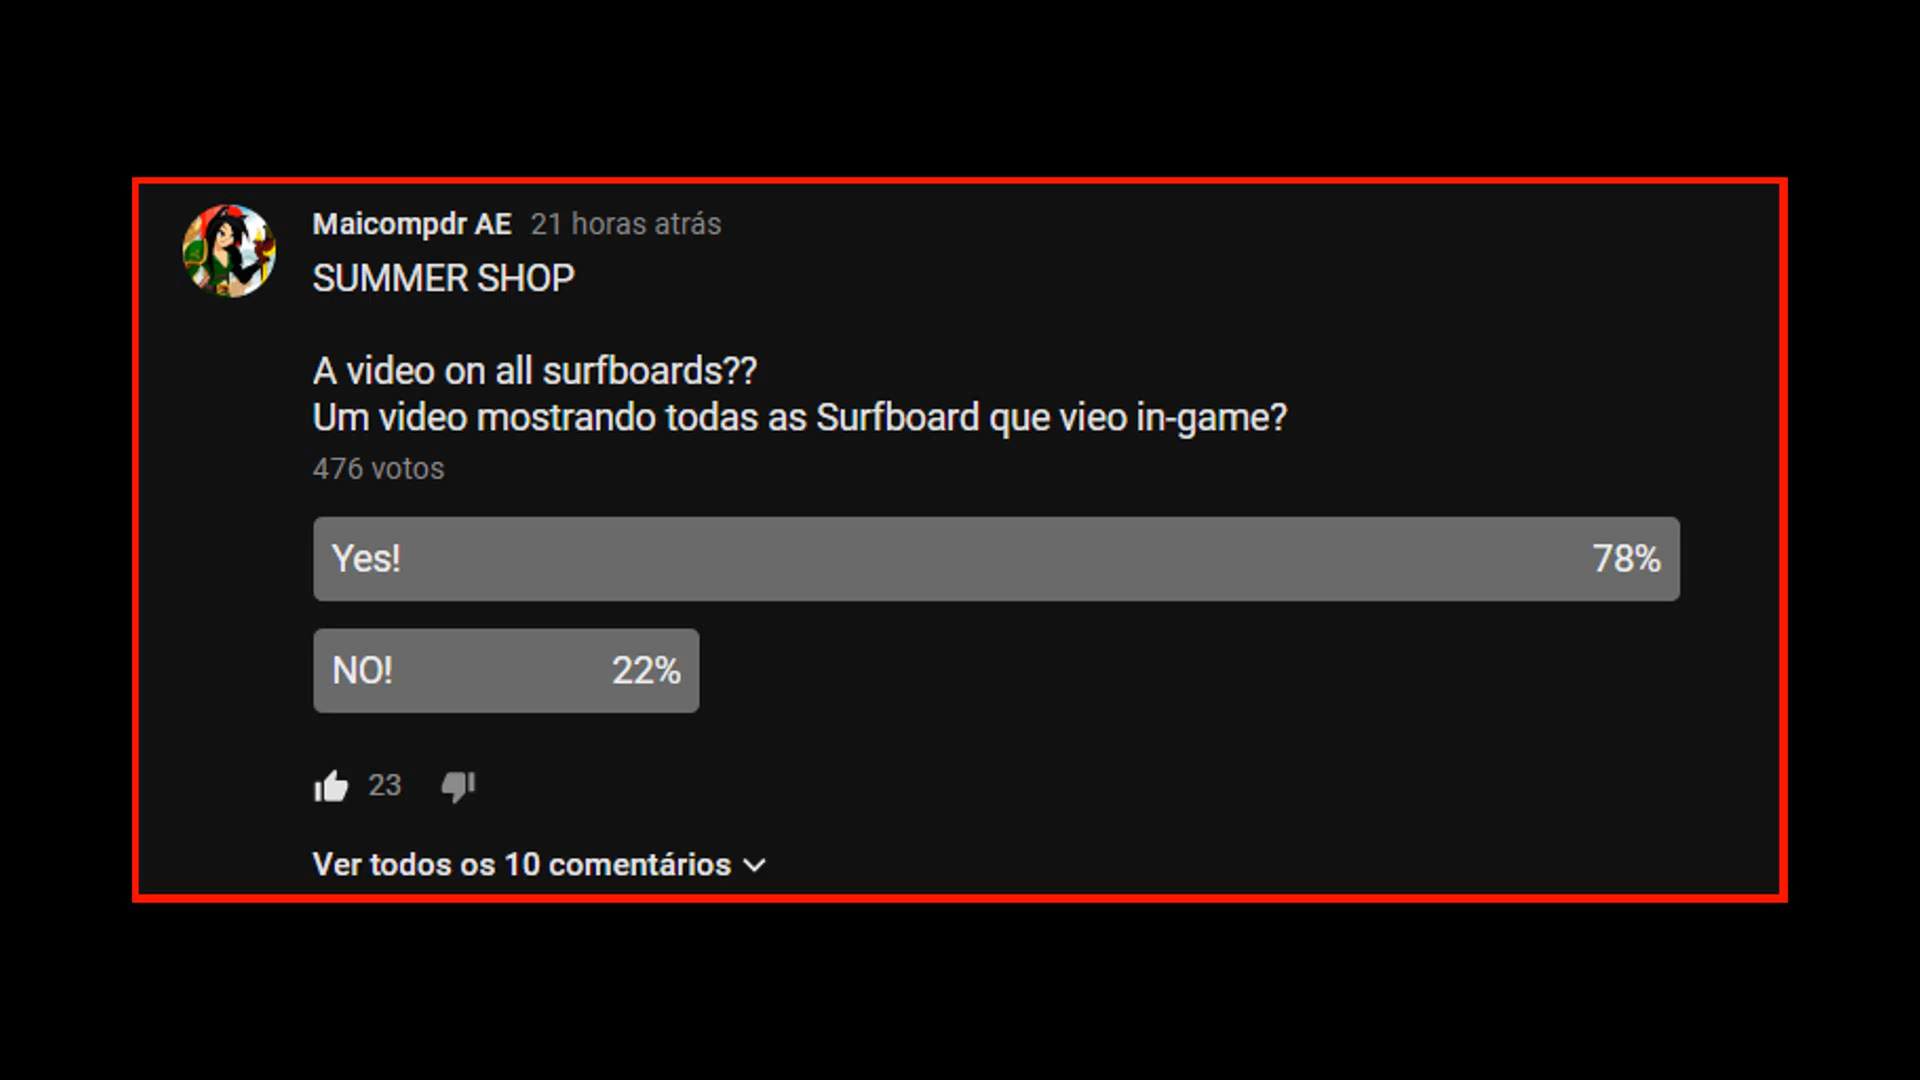 Maicompdr AE 21 horas atrás
SUMMER SHOP
A video on all surfboards??
Um video mostrando todas as Surfboard que vieo in-game?
476 votos
Yes! 78%
NO! 22%
23
Ver todos os 10 comentários